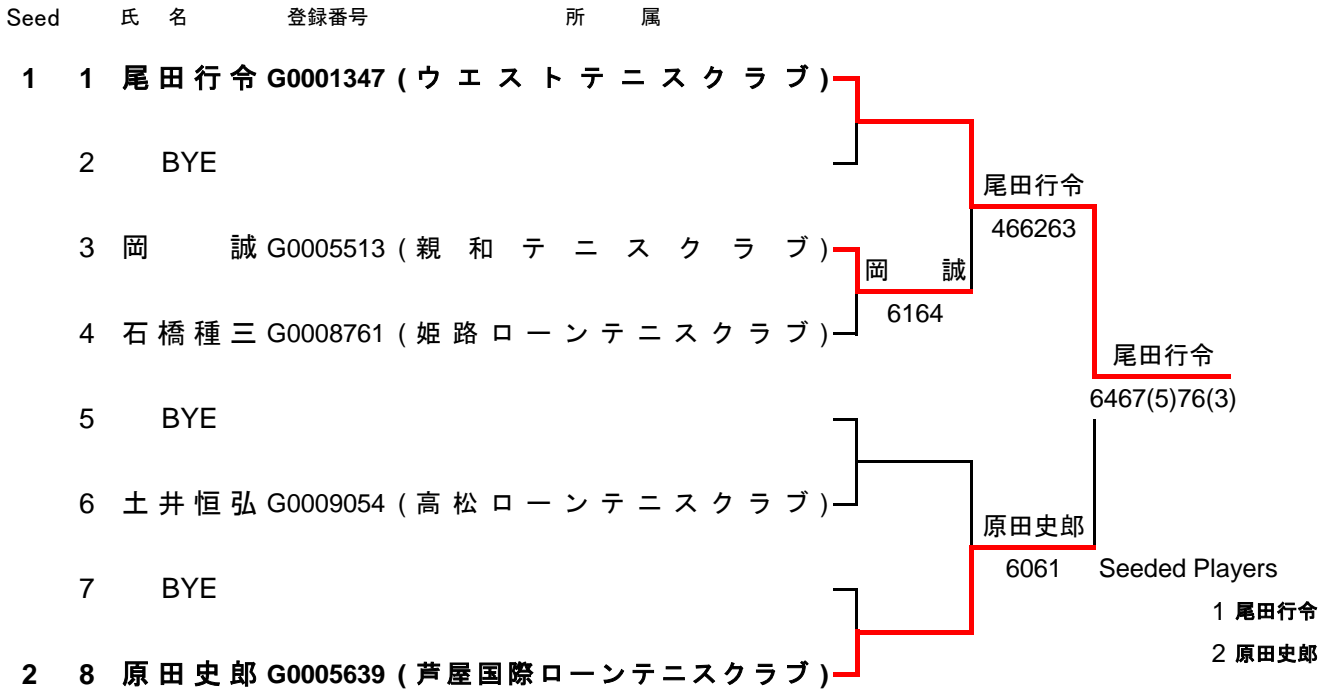 Seed 氏 名 登録番号 所 属
1 1 尾田行令 G0001347 (ウエストテニスクラブ)
2 BYE
尾田行令
466263
3 岡 誠 G0005513 (親和テニスクラブ)
岡 誠
6164
4 石橋種三 G0008761 (姫路ローンテニスクラブ)
尾田行令
6467(5)76(3)
5 BYE
6 土井恒弘 G0009054 (高松ローンテニスクラブ)
原田史郎
6061
7 BYE
2 8 原田史郎 G0005639 (芦屋国際ローンテニスクラブ)
Seeded Players
1 尾田行令
2 原田史郎